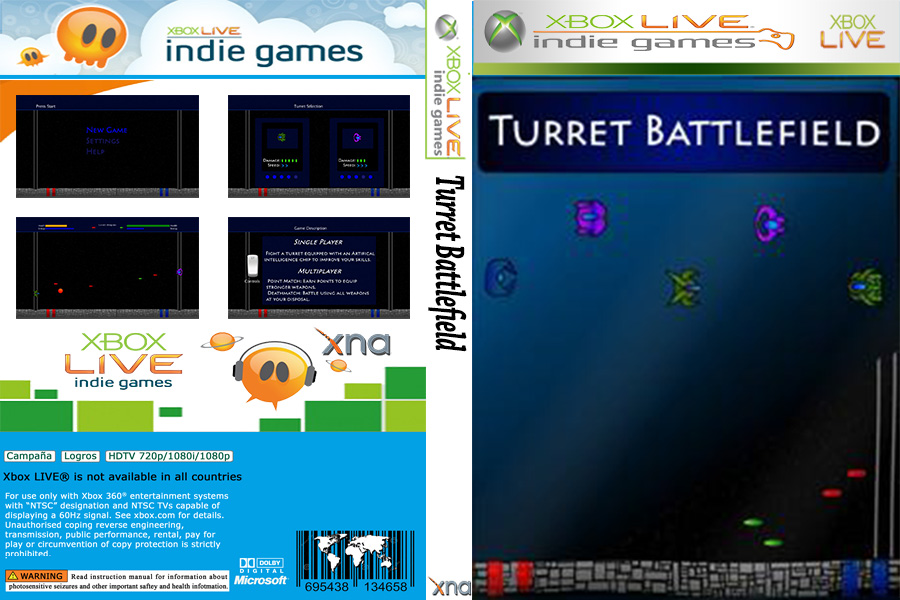 XBOX LIVE
indie games
Press Start
NEW GAME
SETTINGS
HELP
Turret Selection
DAMAGE:
SPEED:
DAMAGE:
SPEED:
Game Description
SINGLE PLAYER
FIGHT A TURRET EQUIPPED WITH AN ARTIFICAL
INTELLIGENCE CHIP TO IMPROVE YOUR SKILLS.
MULTIPLAYER
POINT MATCH: EARN POINTS TO EQUIP
STRONGER WEAPONS.
DEATHMATCH: BATTLE USING ALL WEAPONS
AT YOUR DISPOSAL.
Controls
XBOX
LIVE
indie games
xna
Campaña
Logros
HDTV 720p/1080i/1080p
Xbox LIVE® is not available in all countries
For use only with Xbox 360® entertainment systems
with “NTSC” designation and NTSC TVs capable of
displaying a 60Hz signal. See xbox.com for details.
Unauthorised coping reverse engineering,
transmission, public performance, rental, pay for
play or circumvention of copy protection is strictly
prohibited.
WARNING Read instruction manual for information about
photosensitive seizures and other important saftey and health infotmation.
DOLBY
DIGITAL
Microsoft
695438 134658
XBOX LIVE
indie games
Turret Battlefield
xna
XBOX LIVE
indie games
XBOX
LIVE
TURRET BATTLEFIELD